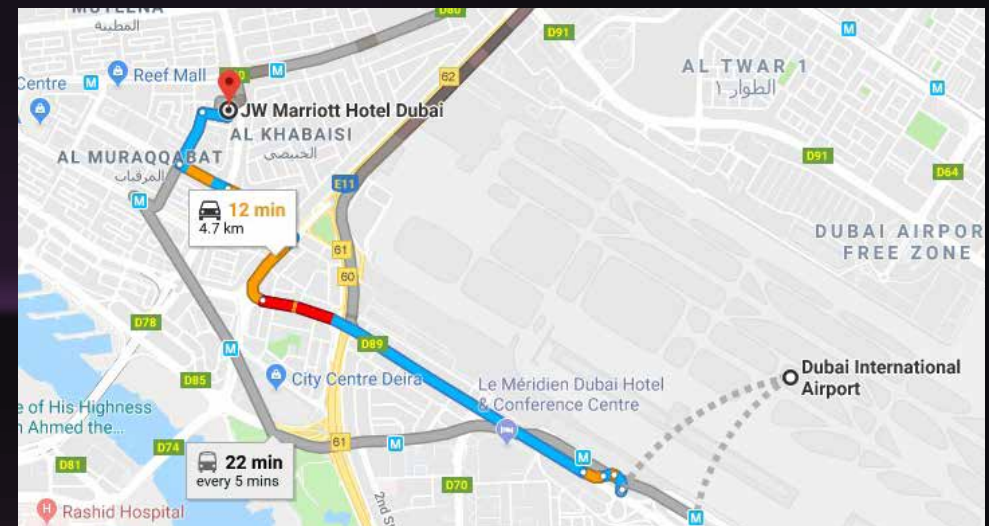 MUTEENA
المطينة
D80
D91
M
Centre
M
Reef Mall
M
62
AL TWAR 1
الطوار ١
JW Marriott Hotel Dubai
AL KHABAISI
الخبيصي
AL MURAQQABAT
المرقبات
D91
D64
M
E11
12 min
4.7 km
DUBAI AIRPOR
FREE ZONE
61
60
D78
M
D89
D85
City Centre Deira
Le Méridien Dubai Hotel
& Conference Centre
Dubai International
Airport
e of His Highness
n Ahmed the...
D74
61
M
M
D81
22 min
every 5 mins
D70
2nd S
M
H
Rashid Hospital